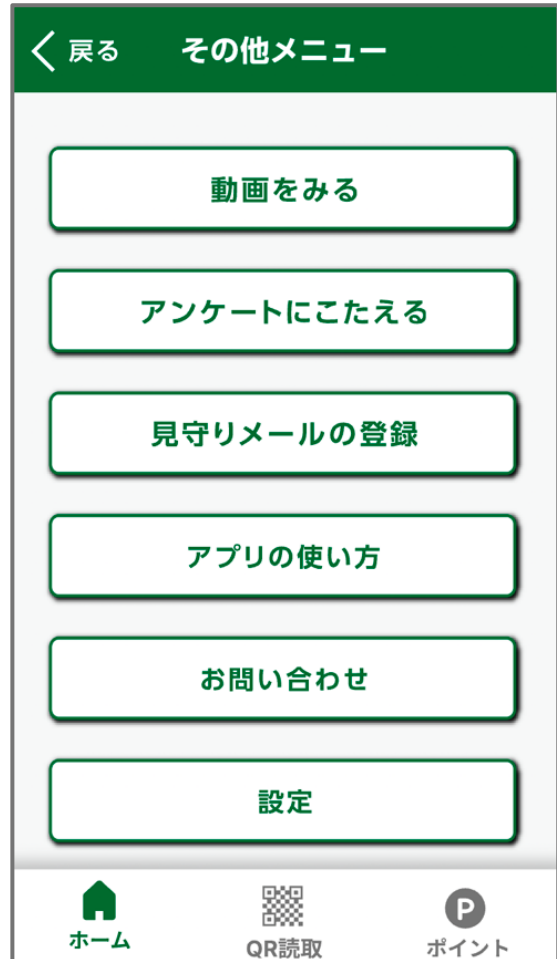 戻る その他メニュー
動画をみる
アンケートにこたえる
見守りメールの登録
アプリの使い方
お問い合わせ
設定
ホーム QR読取 P ポイント